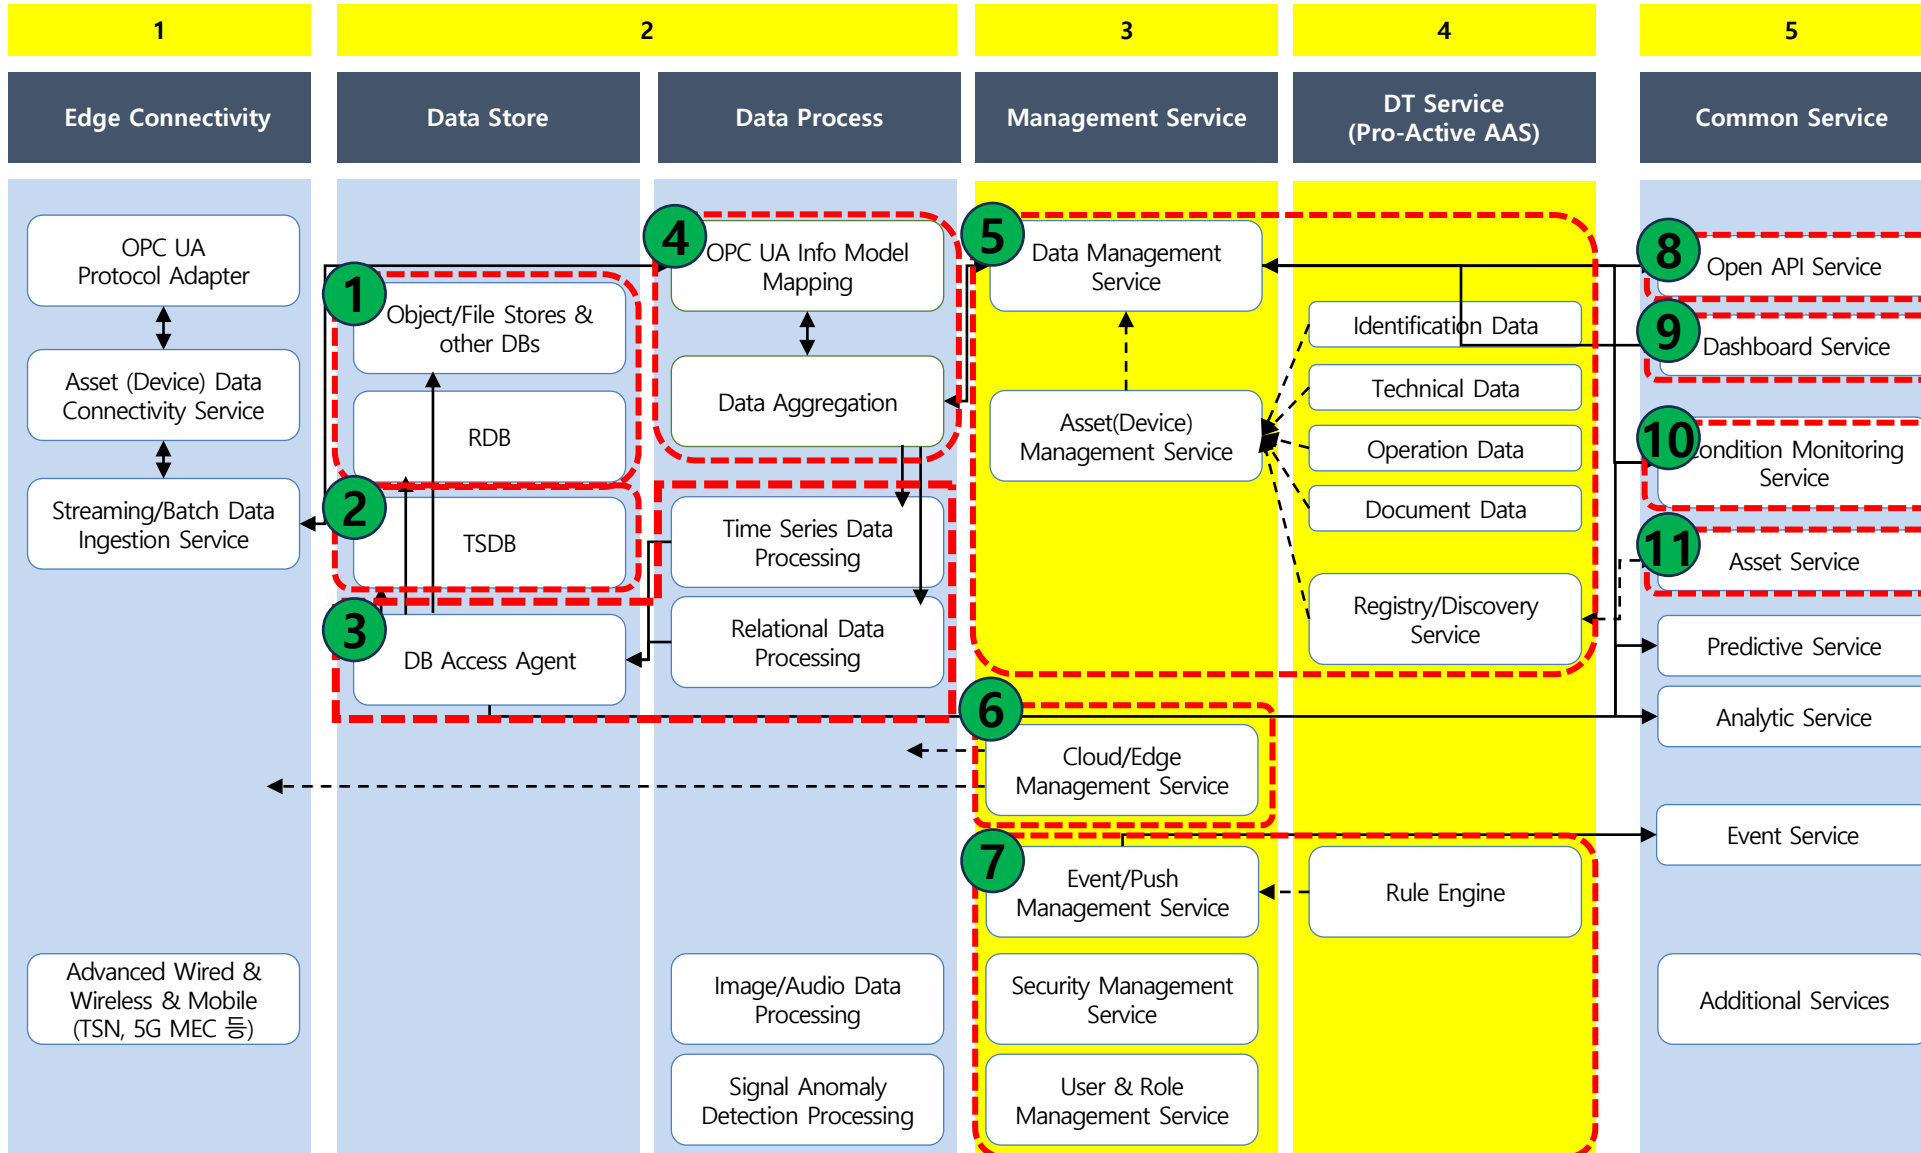 1
2
3
4
5
Edge Connectivity
Data Store
Data Process
Management Service
DT Service
(Pro-Active AAS)
Common Service
OPC UA
Protocol Adapter
Asset (Device) Data
Connectivity Service
Streaming/Batch Data
Ingestion Service
Advanced Wired &
Wireless & Mobile
(TSN, 5G MEC 등)
1
Object/File Stores &
other DBs
RDB
2
TSDB
3
DB Access Agent
4
OPC UA Info Model
Mapping
Data Aggregation
Time Series Data
Processing
Relational Data
Processing
Image/Audio Data
Processing
Signal Anomaly
Detection Processing
5
Data Management
Service
Asset(Device)
Management Service
6
Cloud/Edge
Management Service
7
Event/Push
Management Service
Security Management
Service
User & Role
Management Service
Identification Data
Technical Data
Operation Data
Document Data
Registry/Discovery
Service
Rule Engine
8
Open API Service
9
Dashboard Service
10
ondition Monitoring
Service
11
Asset Service
Predictive Service
Analytic Service
Event Service
Additional Services